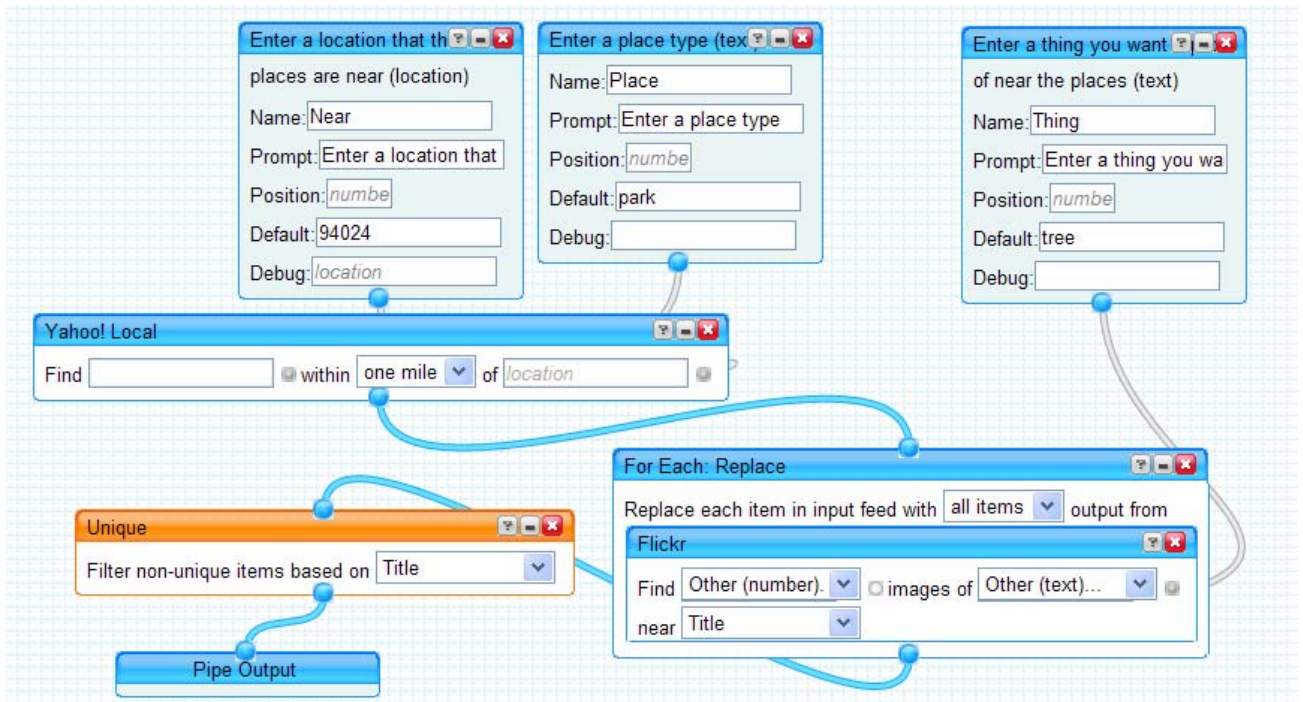 Enter a location that th
places are near (location)
Name: Near
Prompt: Enter a location that
Position: numbe
Default: 94024
Debug: location
Enter a place type (tex
Name: Place
Prompt: Enter a place type
Position: numbe
Default: park
Debug:
Enter a thing you want
of near the places (text)
Name: Thing
Prompt: Enter a thing you wa
Position: numbe
Default: tree
Debug:
Yahoo! Local
Find within one mile of location
For Each: Replace
Replace each item in input feed with all items output from
Flickr
Find Other (number). images of Other (text)...
near Title
Unique
Filter non-unique items based on Title
Pipe Output